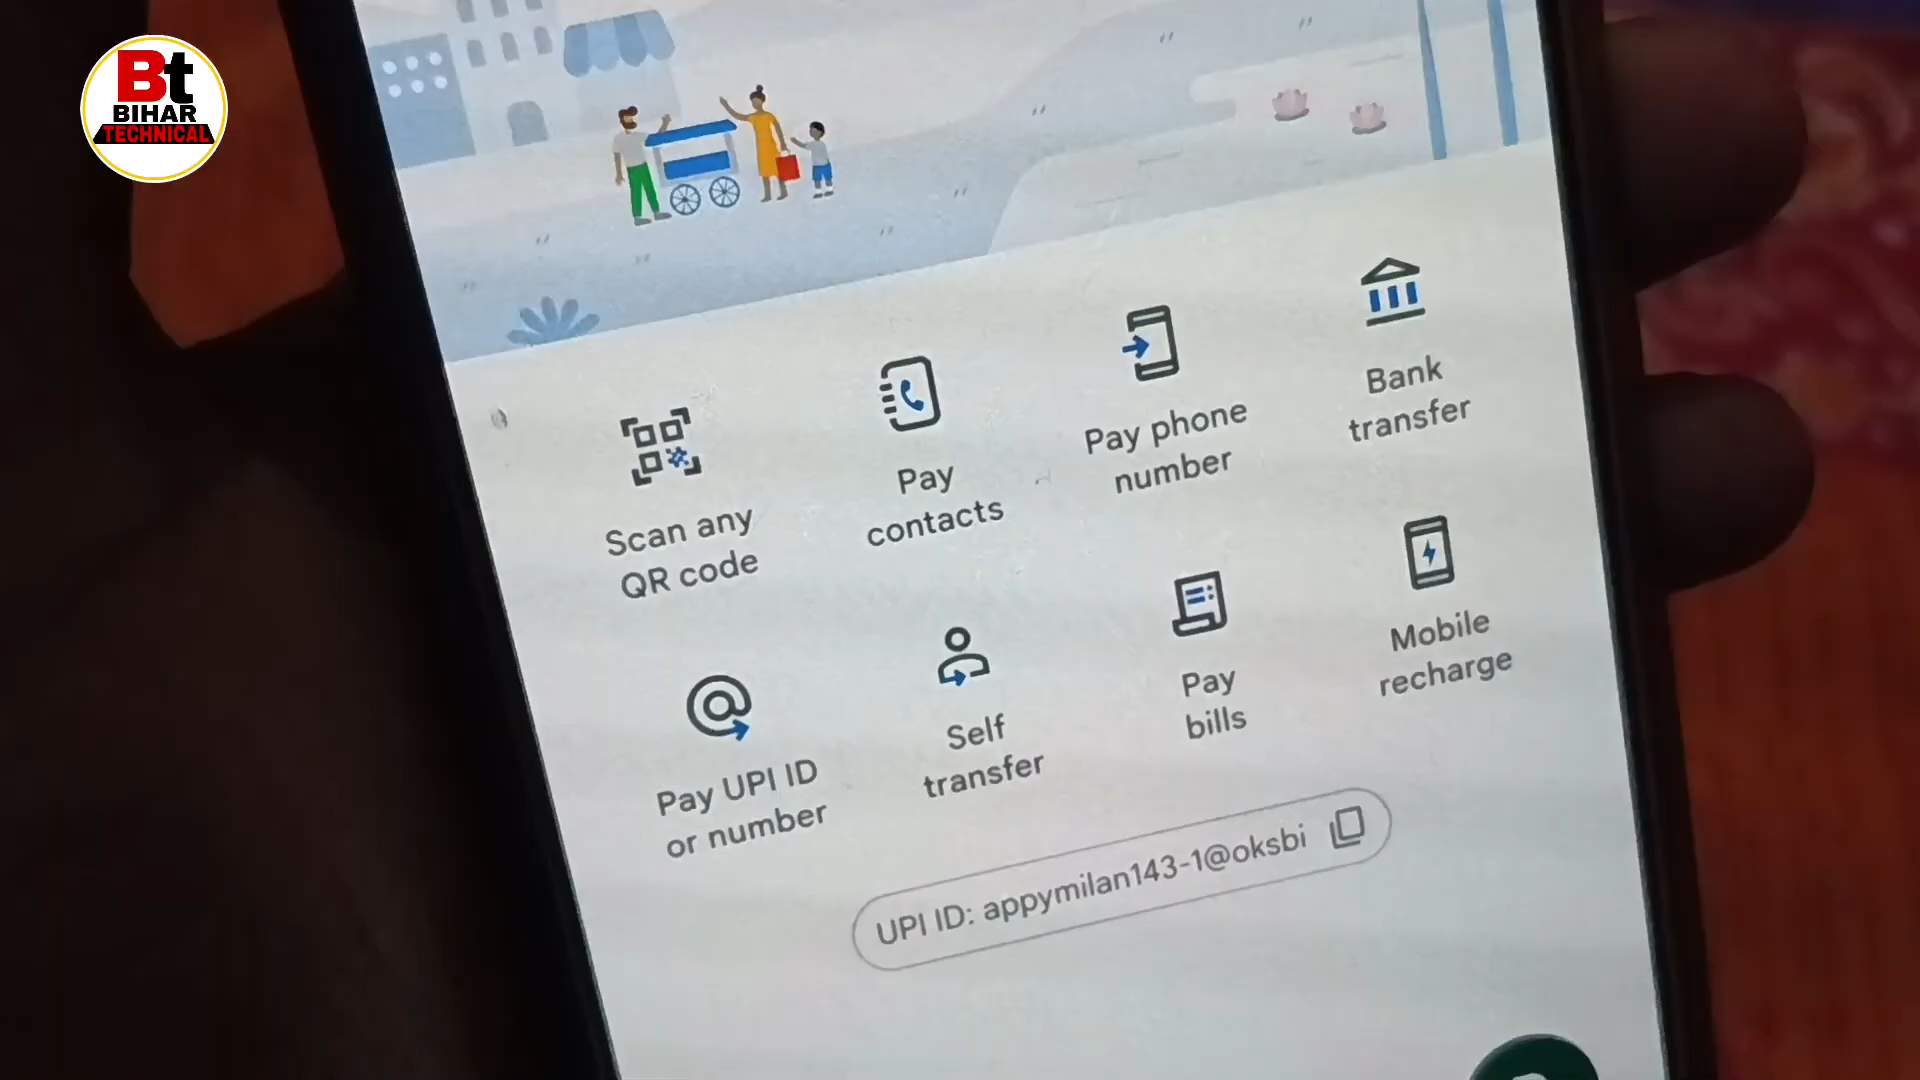 Bt
BIHAR
TECHNICAL
Scan any
QR code
Pay
contacts
Pay phone
number
Bank
transfer
Pay UPI ID
or number
Self
transfer
Pay
bills
Mobile
recharge
UPI ID: appymilan143-1@oksbi